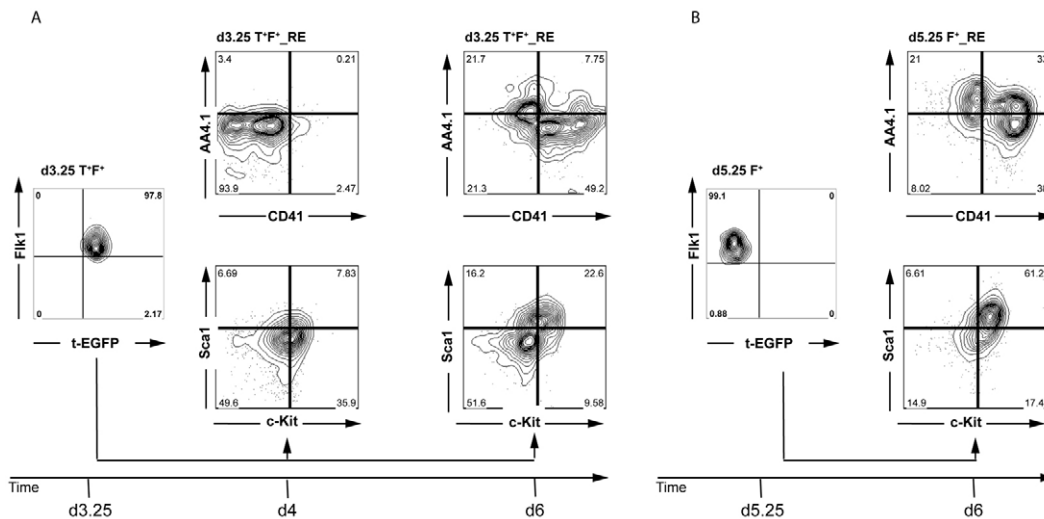 A
B
d3.25 T⁺F⁺_RE
3.4
0.21
93.9
2.47
AA4.1
CD41
d3.25 T⁺F⁺_RE
21.7
7.75
21.3
49.2
AA4.1
CD41
d5.25 F⁺_RE
21
8.02
AA4.1
CD41
d3.25 T⁺F⁺
0
97.8
0
2.17
Flk1
t-EGFP
d5.25 F⁺
99.1
0
0.88
0
Flk1
t-EGFP
6.69
7.83
49.6
35.9
Sca1
c-Kit
16.2
22.6
51.6
9.58
Sca1
c-Kit
6.61
61.2
14.9
17.4
Sca1
c-Kit
Time
d3.25
d4
d6
Time
d5.25
d6